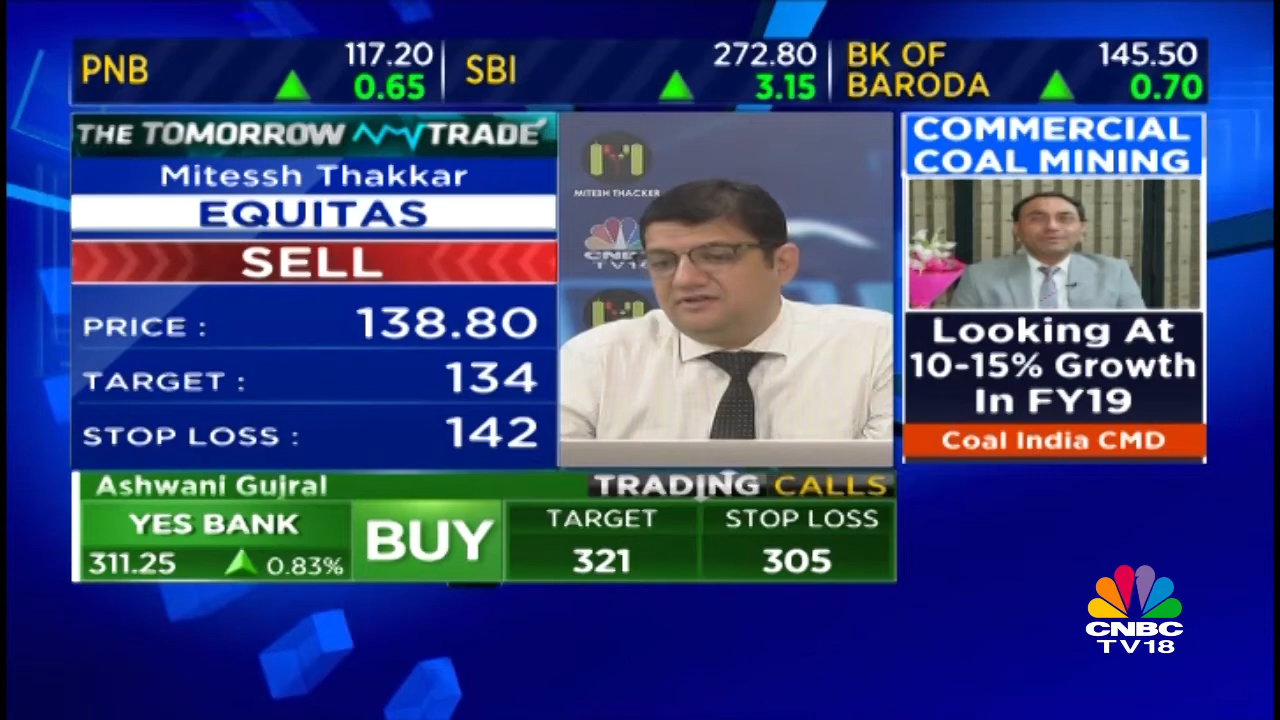 PNB 117.20 0.65
SBI 272.80 3.15
BK OF BARODA 145.50 0.70
THE TOMORROW TRADE
Mitessh Thakkar
EQUITAS
SELL
PRICE : 138.80
TARGET : 134
STOP LOSS : 142
MITESH THACKER
CNBC
TV18
COMMERCIAL
COAL MINING
Looking At
10-15% Growth
In FY19
Coal India CMD
Ashwani Gujral
TRADING CALLS
YES BANK
311.25 0.83%
BUY
TARGET
321
STOP LOSS
305
CNBC
TV18